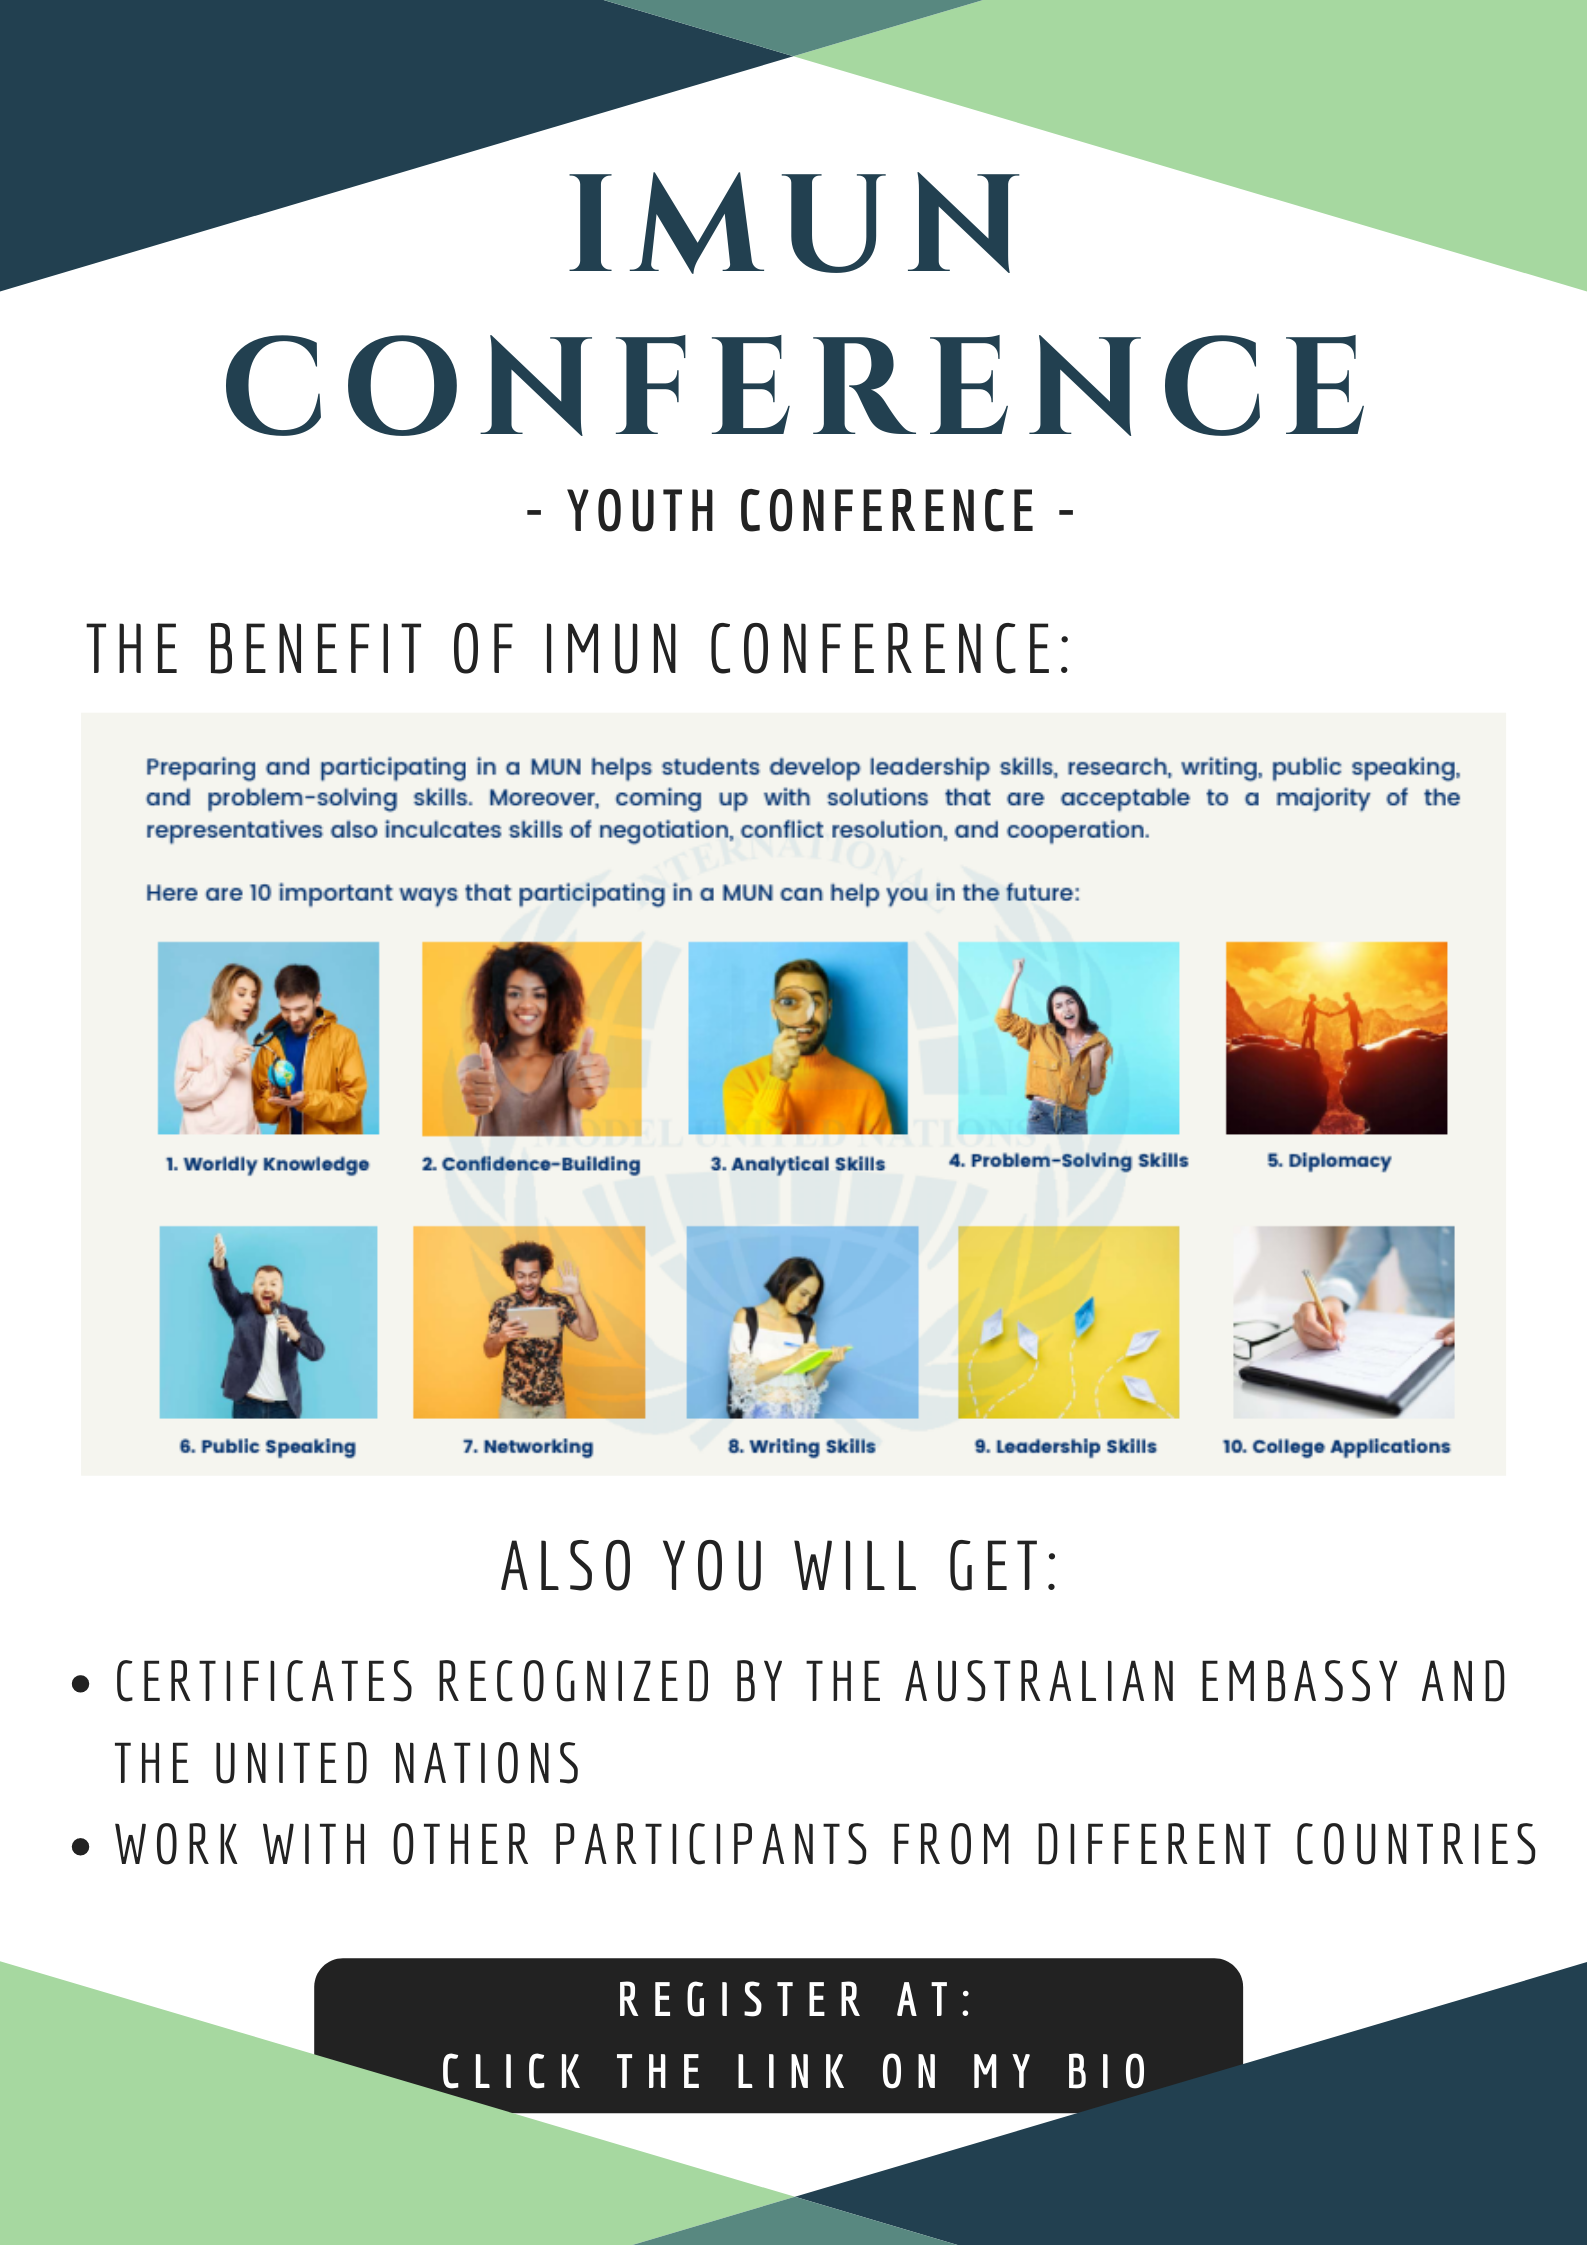 IMUN
CONFERENCE
- YOUTH CONFERENCE -
THE BENEFIT OF IMUN CONFERENCE:
Preparing and participating in a MUN helps students develop leadership skills, research, writing, public speaking,
and problem-solving skills. Moreover, coming up with solutions that are acceptable to a majority of the
representatives also inculcates skills of negotiation, conflict resolution, and cooperation.
INTERNATIONAL
Here are 10 important ways that participating in a MUN can help you in the future:
MODEL UNITED NATIONS
1. Worldly Knowledge
2. Confidence-Building
3. Analytical Skills
4. Problem-Solving Skills
5. Diplomacy
6. Public Speaking
7. Networking
8. Writing Skills
9. Leadership Skills
10. College Applications
ALSO YOU WILL GET:
• CERTIFICATES RECOGNIZED BY THE AUSTRALIAN EMBASSY AND
THE UNITED NATIONS
• WORK WITH OTHER PARTICIPANTS FROM DIFFERENT COUNTRIES
REGISTER AT:
CLICK THE LINK ON MY BIO